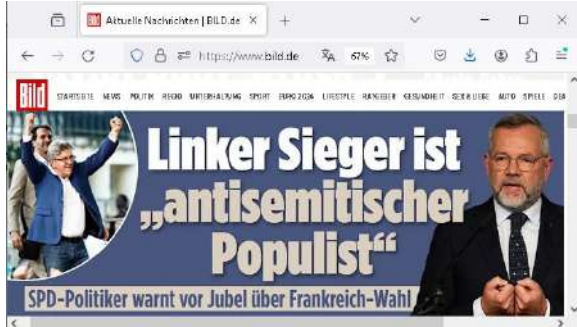 Aktuelle Nachrichten | BILD.de
https://www.bild.de 67%
Bild STARTSEITE NEWS POLITIK REGIO UNTERHALTUNG SPORT EURO 2024 LIFESTYLE RATGEBER GESUNDHEIT SEX & LIEBE AUTO SPIELE
Linker Sieger ist
„antisemitischer
Populist“
SPD-Politiker warnt vor Jubel über Frankreich-Wahl